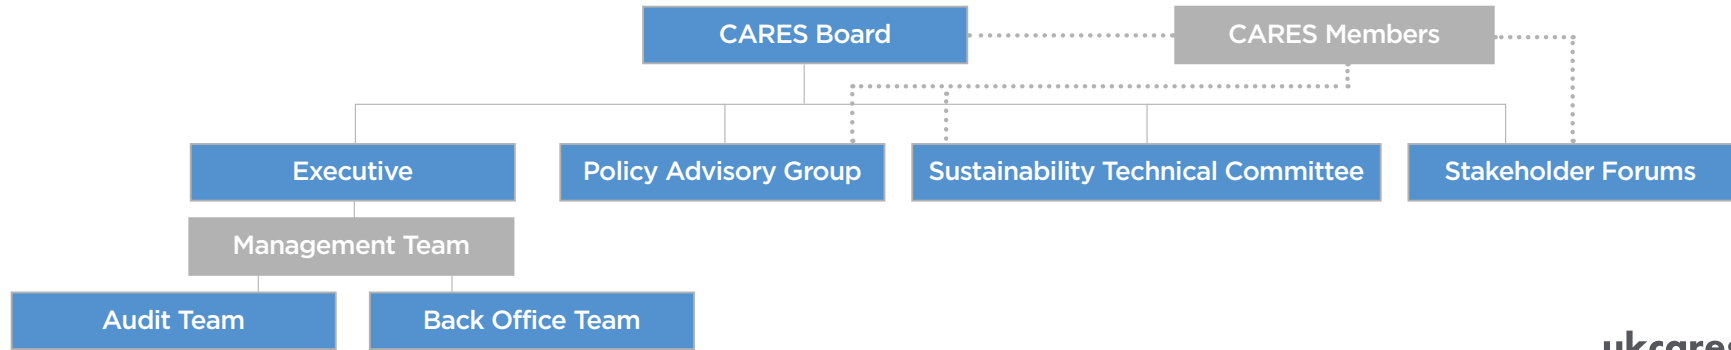 CARES Board
CARES Members
Executive
Policy Advisory Group
Sustainability Technical Committee
Stakeholder Forums
Management Team
Audit Team
Back Office Team